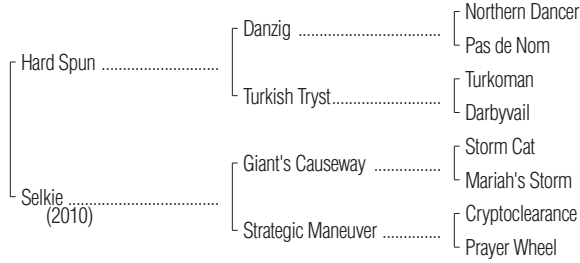 Northern Dancer
Danzig ................................
Pas de Nom
Hard Spun ..........................
Turkoman
Turkish Tryst........................
Darbyvail
Storm Cat
Giant's Causeway ...............
Mariah's Storm
Selkie ..................................
(2010)
Cryptoclearance
Strategic Maneuver .............
Prayer Wheel